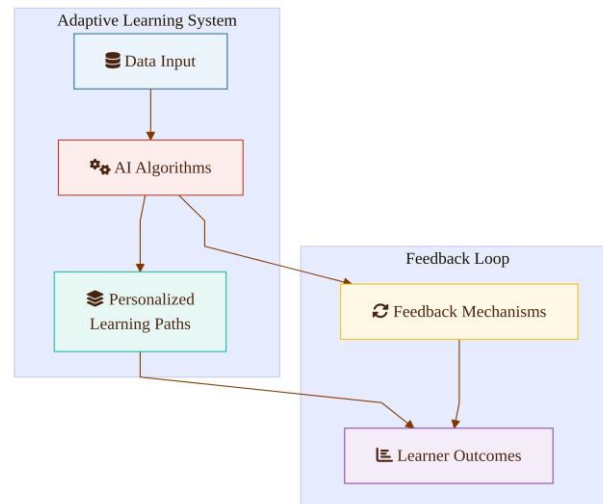 Adaptive Learning System
Data Input
AI Algorithms
Feedback Loop
Personalized
Learning Paths
Feedback Mechanisms
Learner Outcomes